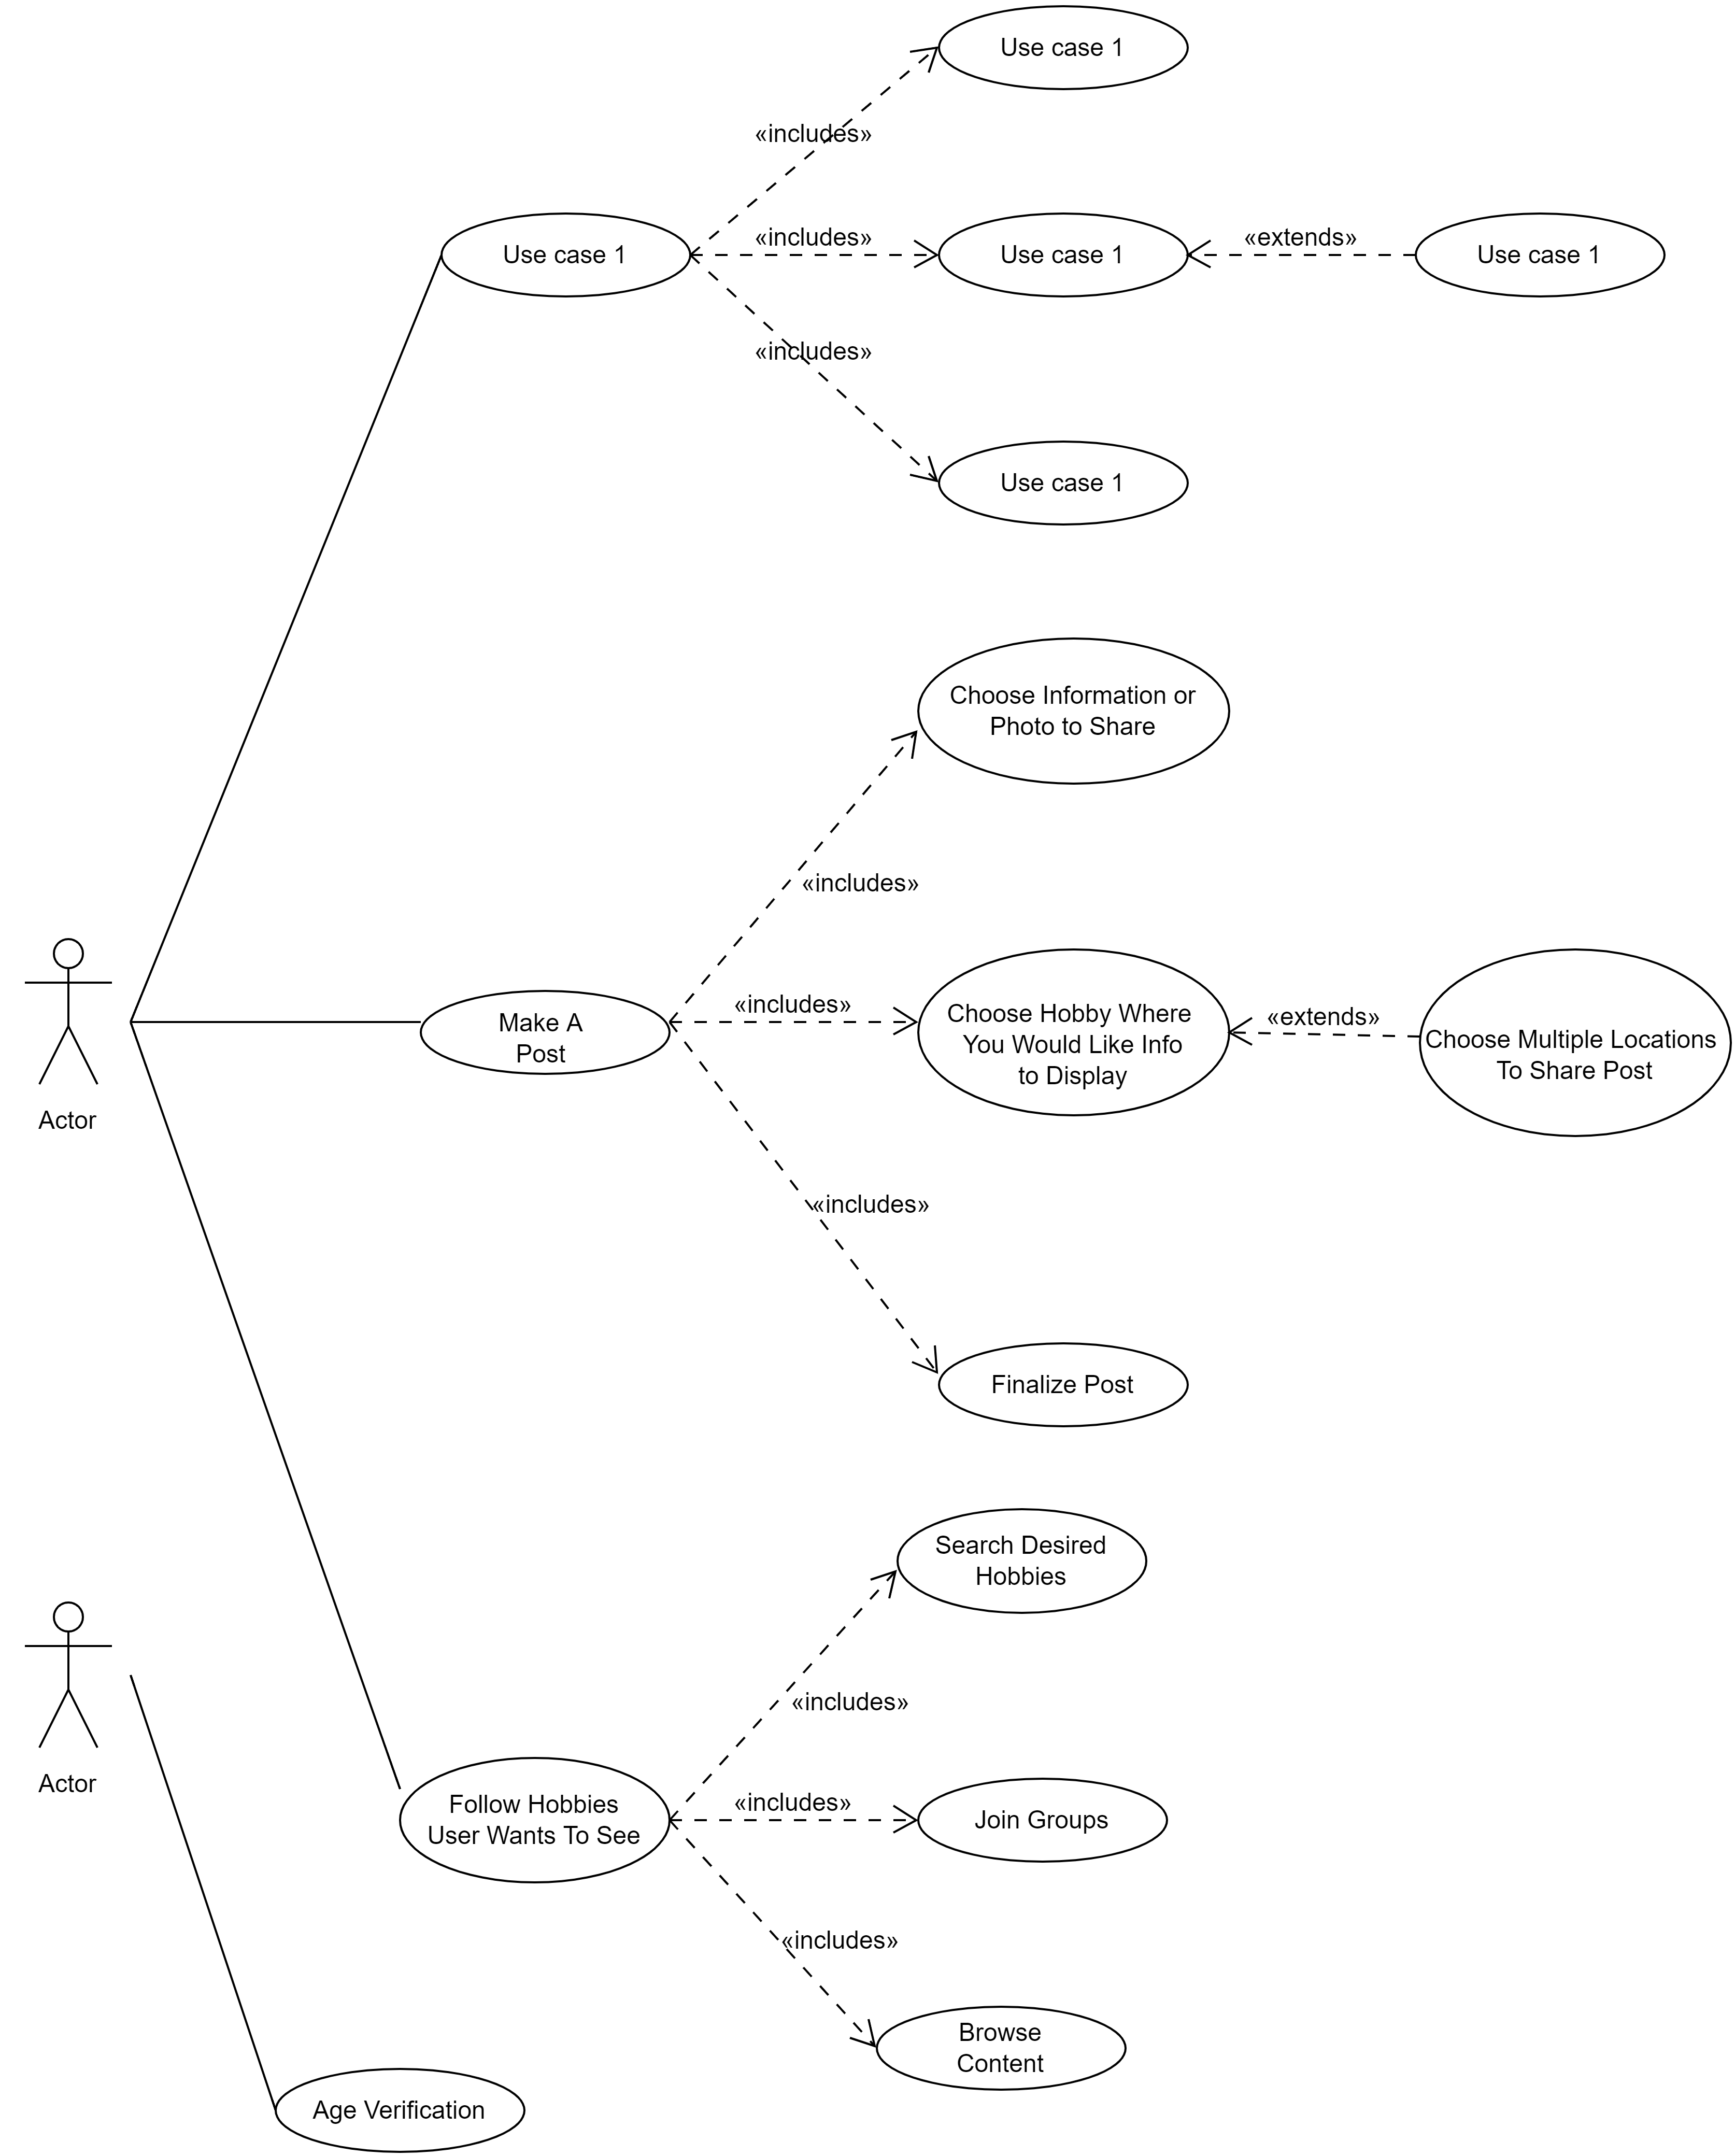 Use case 1
«includes»
Use case 1
«includes»
Use case 1
«extends»
Use case 1
«includes»
Use case 1
Choose Information or
Photo to Share
«includes»
Actor
Make A
Post
«includes»
Choose Hobby Where
You Would Like Info
to Display
«extends»
Choose Multiple Locations
To Share Post
«includes»
Finalize Post
Search Desired
Hobbies
«includes»
Actor
Follow Hobbies
User Wants To See
«includes»
Join Groups
«includes»
Browse
Content
Age Verification